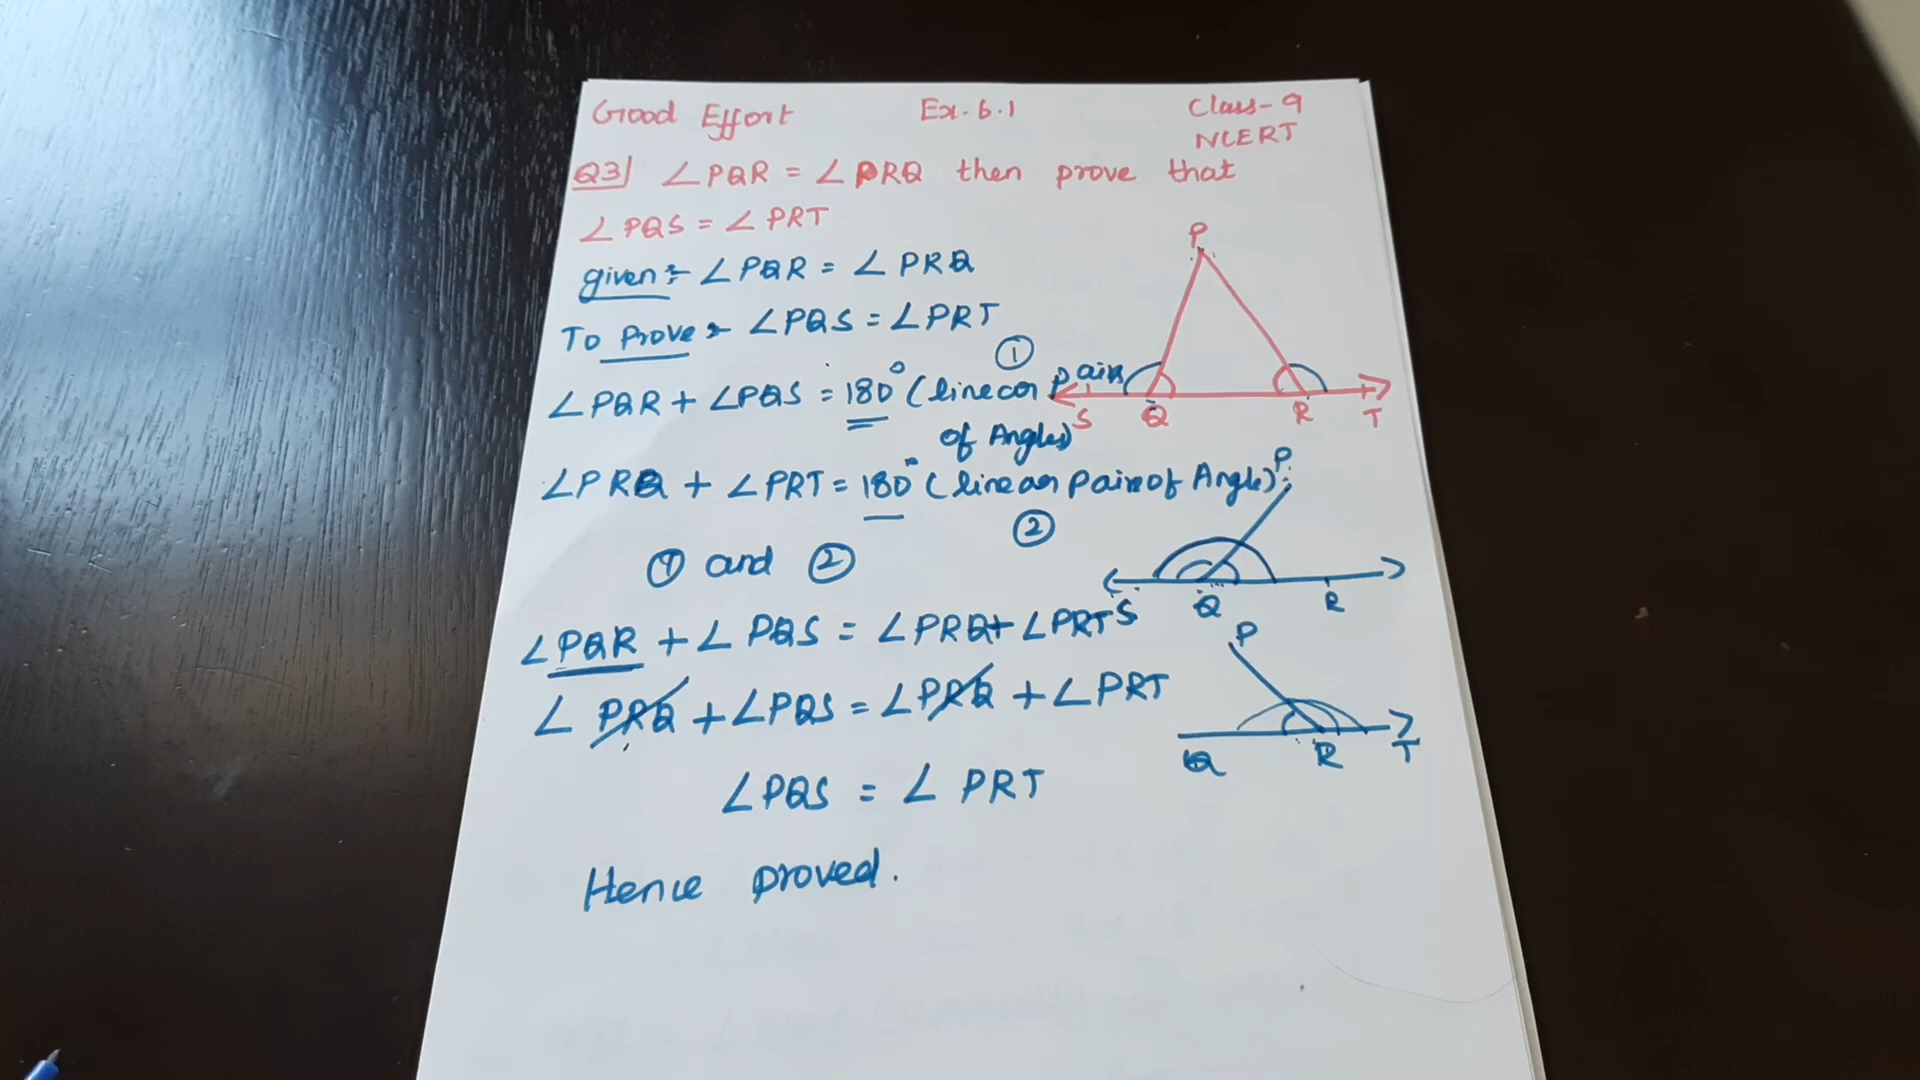 Good Effort Ex. 6.1 Class-9
NCERT
Q3) ∠PQR = ∠PRQ then prove that
∠PQS = ∠PRT
given:- ∠PQR = ∠PRQ
To Prove:- ∠PQS = ∠PRT
∠PQR + ∠PQS = 180° (linear pair ①
of Angles)
∠PRQ + ∠PRT = 180° (linear pair of Angle)
②
① and ②
∠PQR + ∠PQS = ∠PRQ + ∠PRT
∠PRQ + ∠PQS = ∠PRQ + ∠PRT
∠PQS = ∠PRT
Hence proved.
P
S Q R T
P
S Q R
P
Q R T